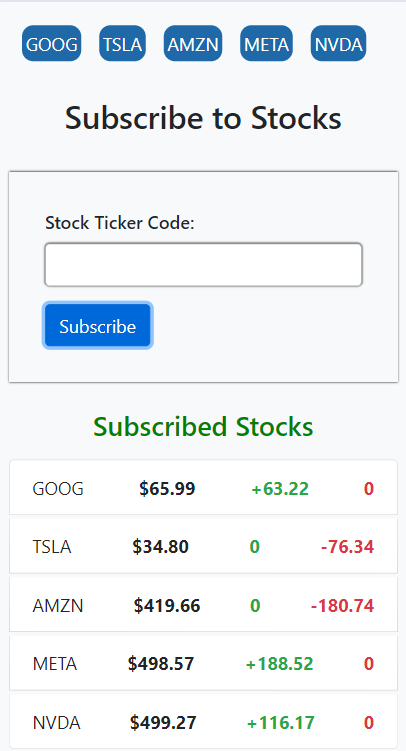 GOOG TSLA AMZN META NVDA
Subscribe to Stocks
Stock Ticker Code:
Subscribe
Subscribed Stocks
GOOG $65.99 +63.22 0
TSLA $34.80 0 -76.34
AMZN $419.66 0 -180.74
META $498.57 +188.52 0
NVDA $499.27 +116.17 0